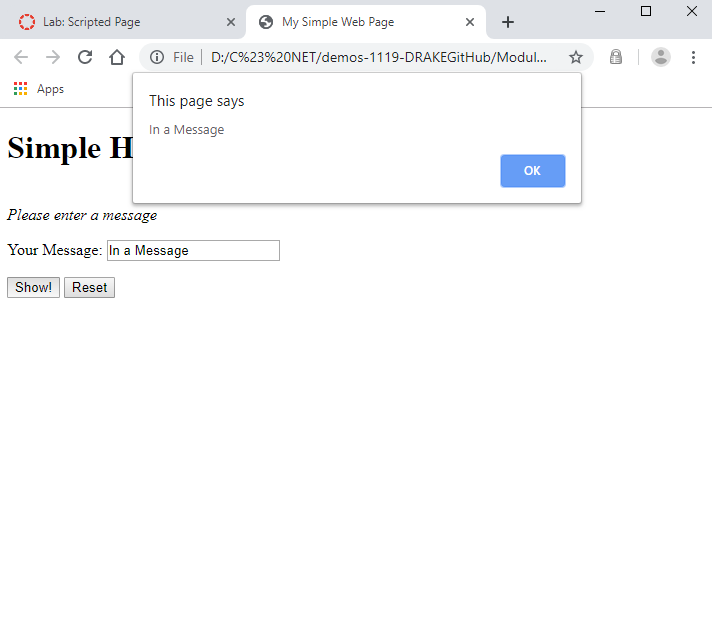 Lab: Scripted Page
My Simple Web Page
File D:/C%23%20NET/demos-1119-DRAKEGitHub/Modul...
Apps
This page says
In a Message
OK
Simple H
Please enter a message
Your Message: In a Message
Show! Reset